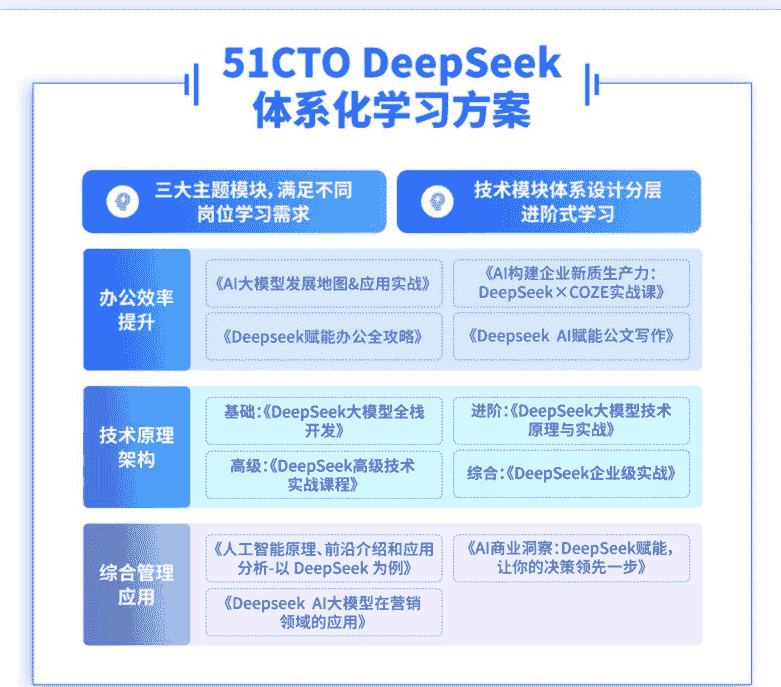 51CTO DeepSeek
体系化学习方案
三大主题模块,满足不同
岗位学习需求
技术模块体系设计分层
进阶式学习
办公效率
提升
《AI大模型发展地图&应用实战》
《AI构建企业新质生产力:
DeepSeek×COZE实战课》
《Deepseek赋能办公全攻略》
《Deepseek AI赋能公文写作》
技术原理
架构
基础:《DeepSeek大模型全栈
开发》
进阶:《DeepSeek大模型技术
原理与实战》
高级:《DeepSeek高级技术
实战课程》
综合:《DeepSeek企业级实战》
综合管理
应用
《人工智能原理、前沿介绍和应用
分析-以 DeepSeek 为例》
《AI商业洞察:DeepSeek赋能,
让你的决策领先一步》
《Deepseek AI大模型在营销
领域的应用》